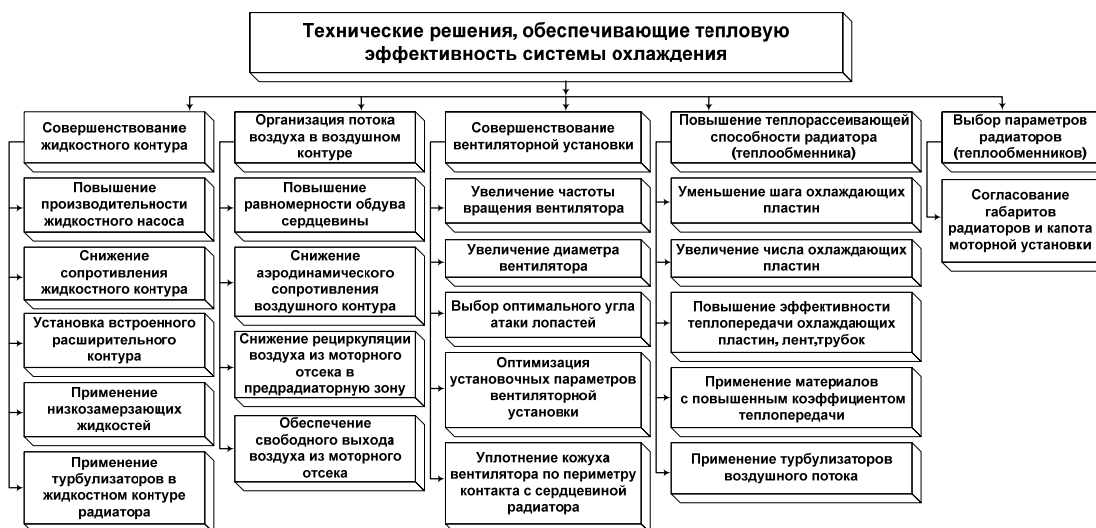 Технические решения, обеспечивающие тепловую
эффективность системы охлаждения
Совершенствование
жидкостного контура
Повышение
производительности
жидкостного насоса
Снижение
сопротивления
жидкостного контура
Установка встроенного
расширительного
контура
Применение
низкозамерзающих
жидкостей
Применение
турбулизаторов в
жидкостном контуре
радиатора
Организация потока
воздуха в воздушном
контуре
Повышение
равномерности обдува
сердцевины
Снижение
аэродинамического
сопротивления
воздушного контура
Снижение рециркуляции
воздуха из моторного
отсека в
предрадиаторную зону
Обеспечение
свободного выхода
воздуха из моторного
отсека
Совершенствование
вентиляторной установки
Увеличение частоты
вращения вентилятора
Увеличение диаметра
вентилятора
Выбор оптимального угла
атаки лопастей
Оптимизация
установочных параметров
вентиляторной
установки
Уплотнение кожуха
вентилятора по периметру
контакта с сердцевиной
радиатора
Повышение теплорассеивающей
способности радиатора
(теплообменника)
Уменьшение шага охлаждающих
пластин
Увеличение числа охлаждающих
пластин
Повышение эффективности
теплопередачи охлаждающих
пластин, лент,трубок
Применение материалов
с повышенным коэффициентом
теплопередачи
Применение турбулизаторов
воздушного потока
Выбор параметров
радиаторов
(теплообменников)
Согласование
габаритов
радиаторов и капота
моторной установки